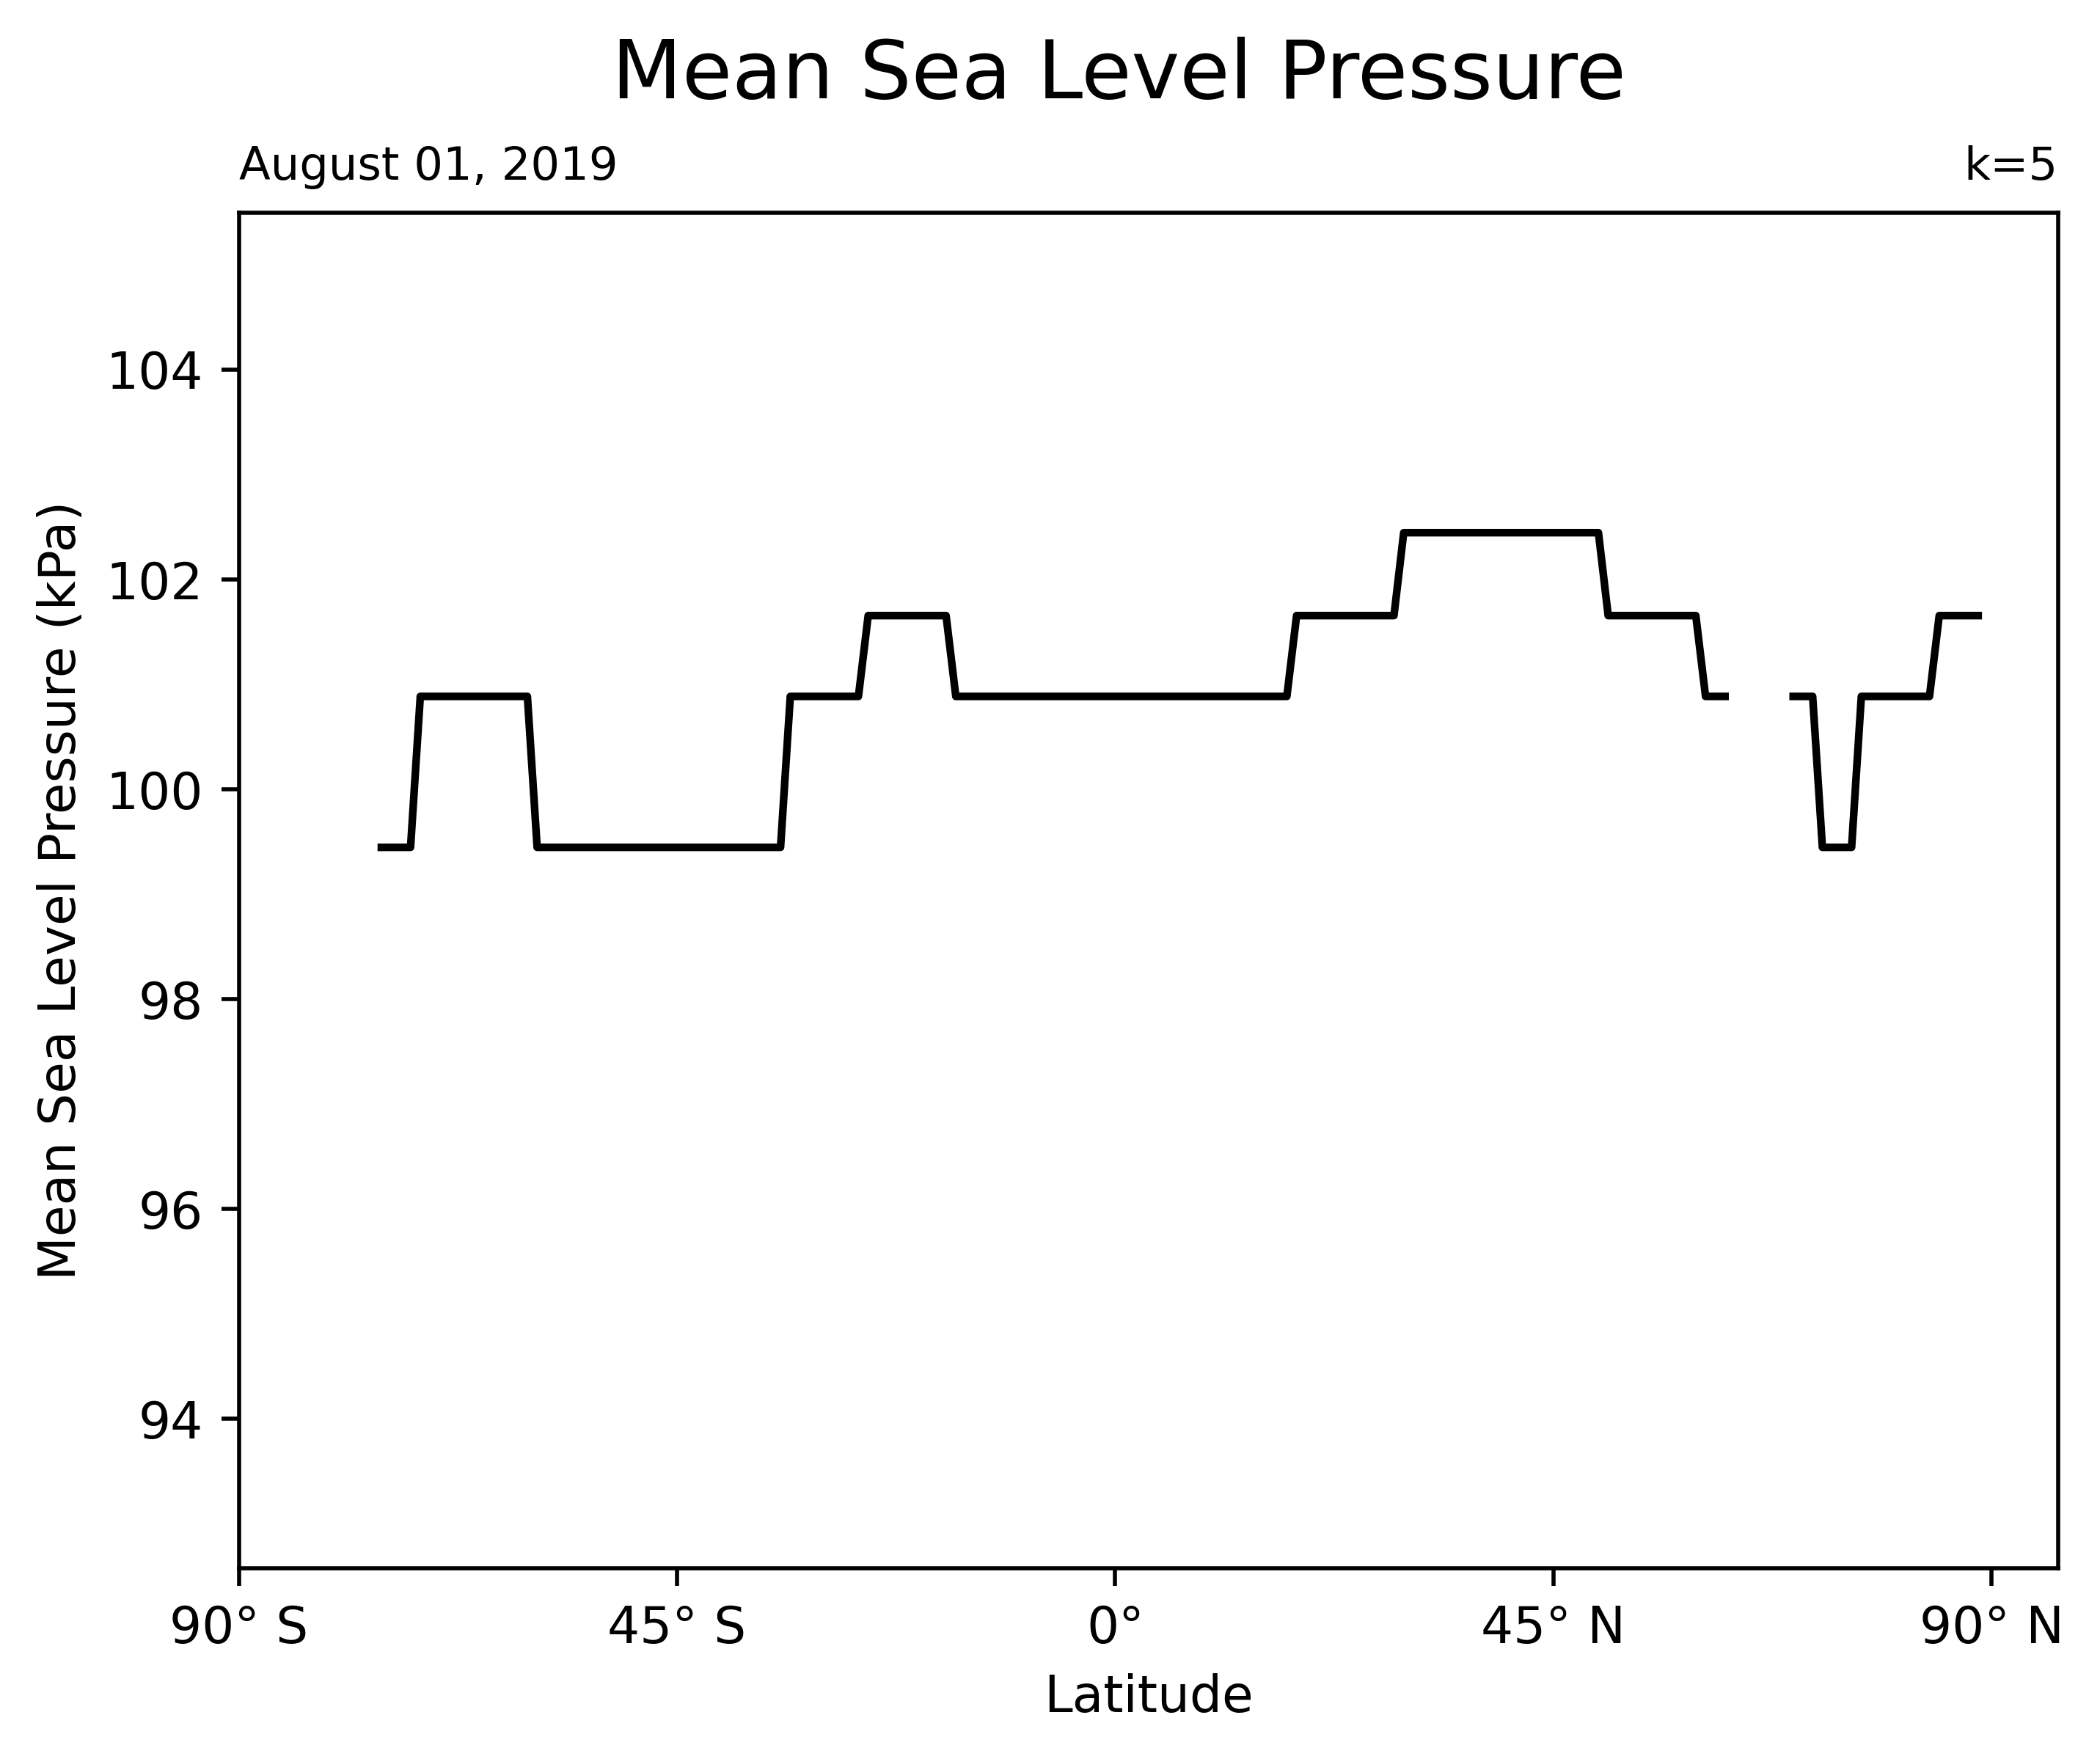 Mean Sea Level Pressure
August 01, 2019
k=5
Mean Sea Level Pressure (kPa)
104
102
100
98
96
94
90° S
45° S
0°
45° N
90° N
Latitude